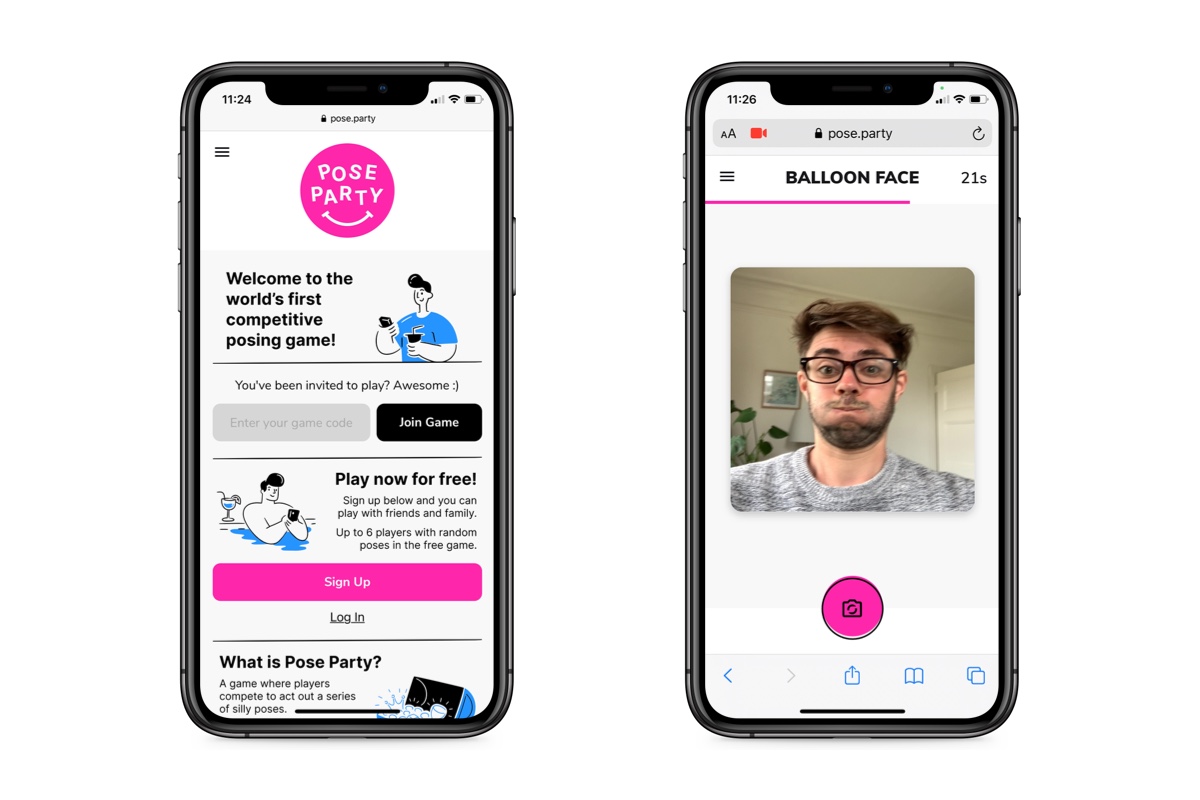 11:24
pose.party
POSE
PARTY
Welcome to the
world's first
competitive
posing game!
You've been invited to play? Awesome :)
Enter your game code
Join Game
Play now for free!
Sign up below and you can
play with friends and family.
Up to 6 players with random
poses in the free game.
Sign Up
Log In
What is Pose Party?
A game where players
compete to act out a series
of silly poses.
11:26
AA
pose.party
BALLOON FACE
21s